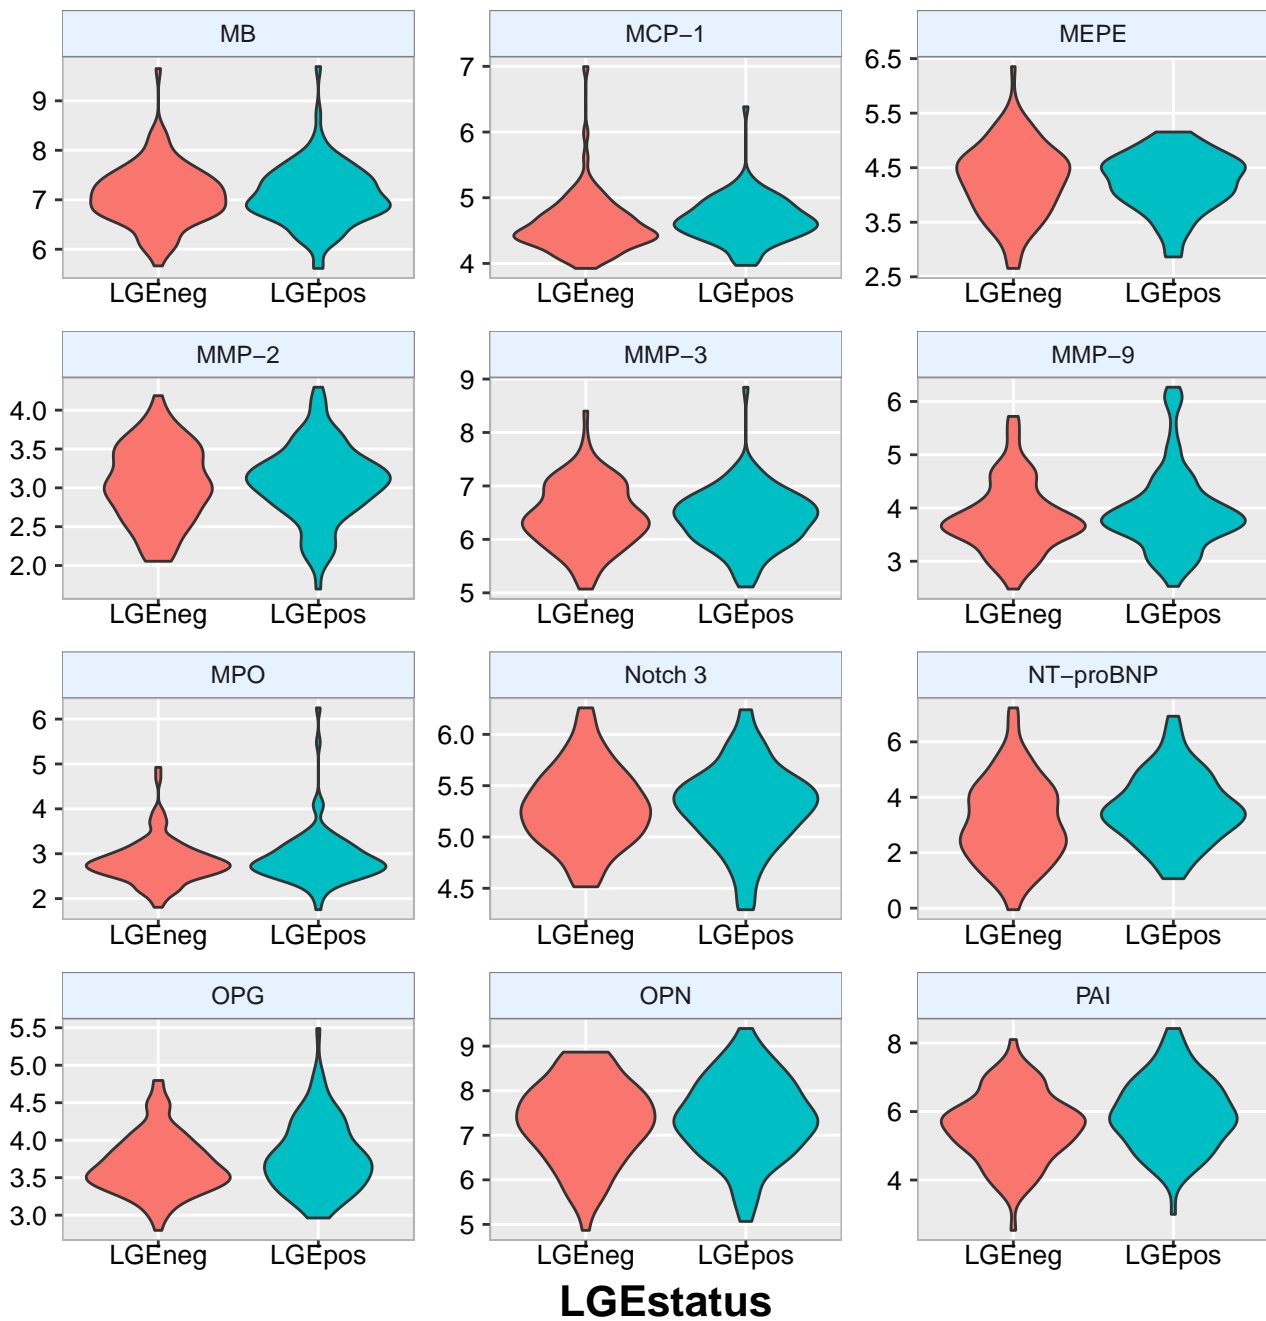 MB
MCP−1
MEPE
9
8
7
6
7
6
5
4
6.5
5.5
4.5
3.5
2.5
LGEneg LGEpos
LGEneg LGEpos
LGEneg LGEpos
MMP−2
MMP−3
MMP−9
4.0
3.5
3.0
2.5
2.0
9
8
7
6
5
6
5
4
3
LGEneg LGEpos
LGEneg LGEpos
LGEneg LGEpos
MPO
Notch 3
NT−proBNP
6
5
4
3
2
6.0
5.5
5.0
4.5
6
4
2
0
LGEneg LGEpos
LGEneg LGEpos
LGEneg LGEpos
OPG
OPN
PAI
5.5
5.0
4.5
4.0
3.5
3.0
9
8
7
6
5
8
6
4
LGEneg LGEpos
LGEneg LGEpos
LGEneg LGEpos
LGEstatus